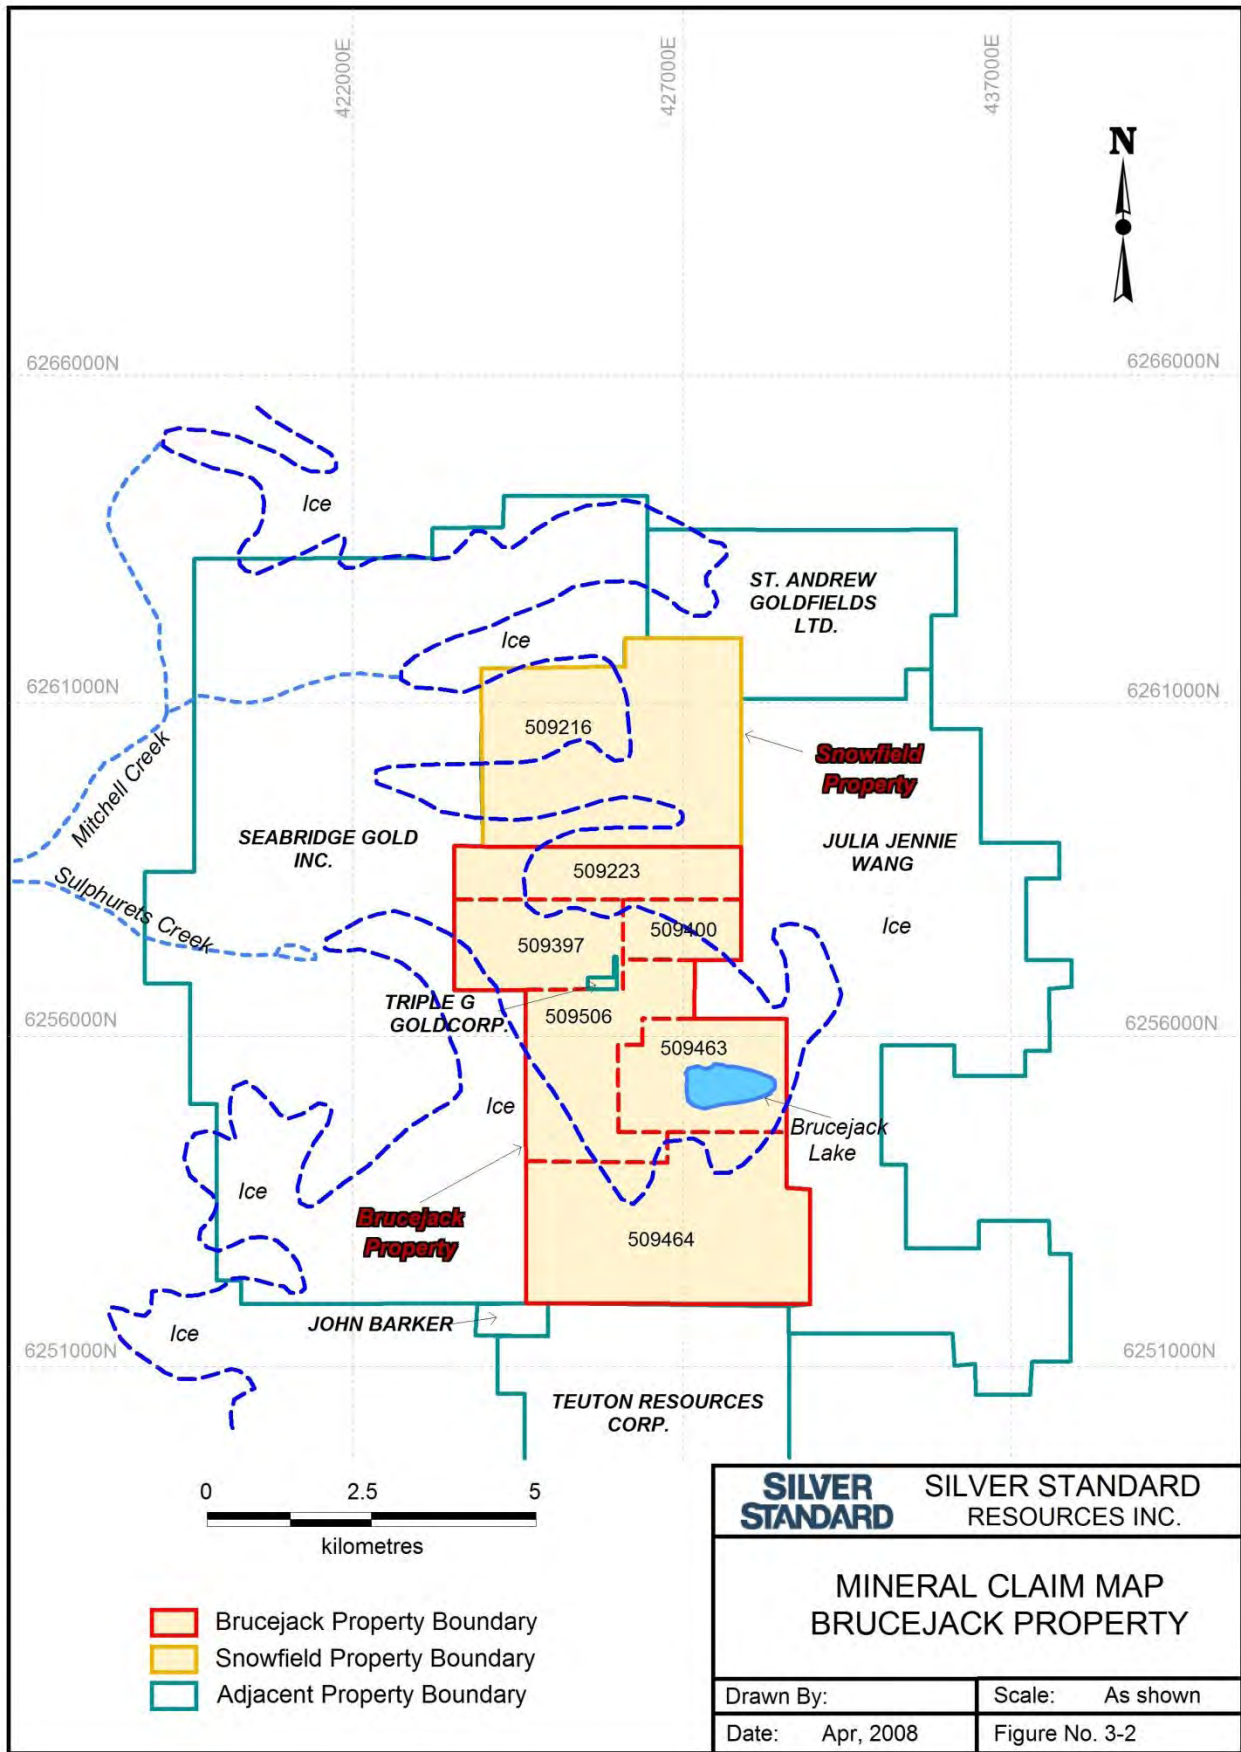 422000E
427000E
437000E
N
6266000N
6266000N
Ice
ST. ANDREW
GOLDFIELDS
LTD.
Ice
6261000N
6261000N
509216
Snowfield
Property
Mitchell Creek
SEABRIDGE GOLD
INC.
JULIA JENNIE
WANG
509223
Sulphurets Creek
Ice
509400
509397
TRIPLE G
GOLDCORP.
509506
6256000N
6256000N
509463
Ice
Brucejack
Lake
Ice
Brucejack
Property
509464
JOHN BARKER
Ice
6251000N
6251000N
TEUTON RESOURCES
CORP.
0 2.5 5
kilometres
Brucejack Property Boundary
Snowfield Property Boundary
Adjacent Property Boundary
SILVER
STANDARD
SILVER STANDARD
RESOURCES INC.
MINERAL CLAIM MAP
BRUCEJACK PROPERTY
Drawn By:
Scale: As shown
Date: Apr, 2008
Figure No. 3-2